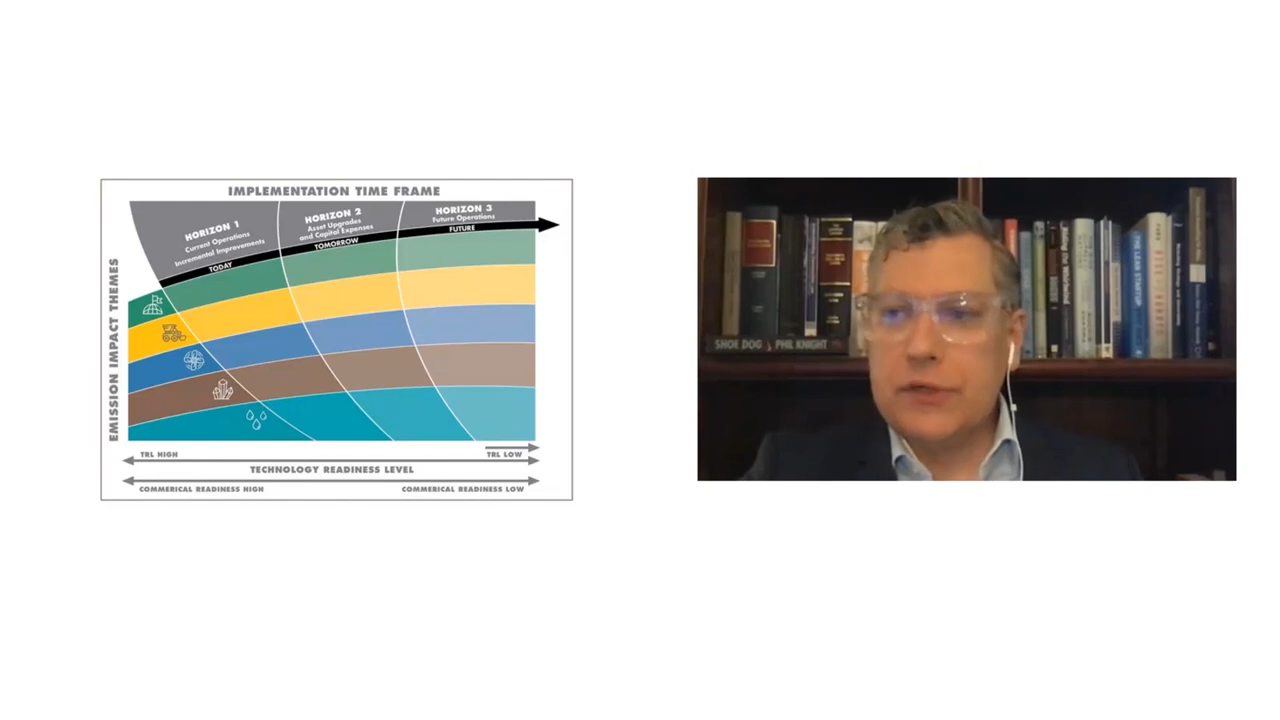 IMPLEMENTATION TIME FRAME
HORIZON 1
Current Operations
Incremental Improvements
HORIZON 2
Asset Upgrades
and Capital Expenses
HORIZON 3
Future Operations
TODAY
TOMORROW
FUTURE
EMISSION IMPACT THEMES
TRL HIGH
TRL LOW
TECHNOLOGY READINESS LEVEL
COMMERICAL READINESS HIGH
COMMERICAL READINESS LOW
SHOE DOG PHIL KNIGHT
THE LEAN STARTUP